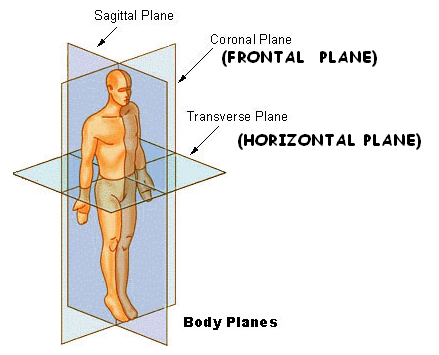 Sagittal Plane
Coronal Plane
(FRONTAL PLANE)
Transverse Plane
(HORIZONTAL PLANE)
Body Planes